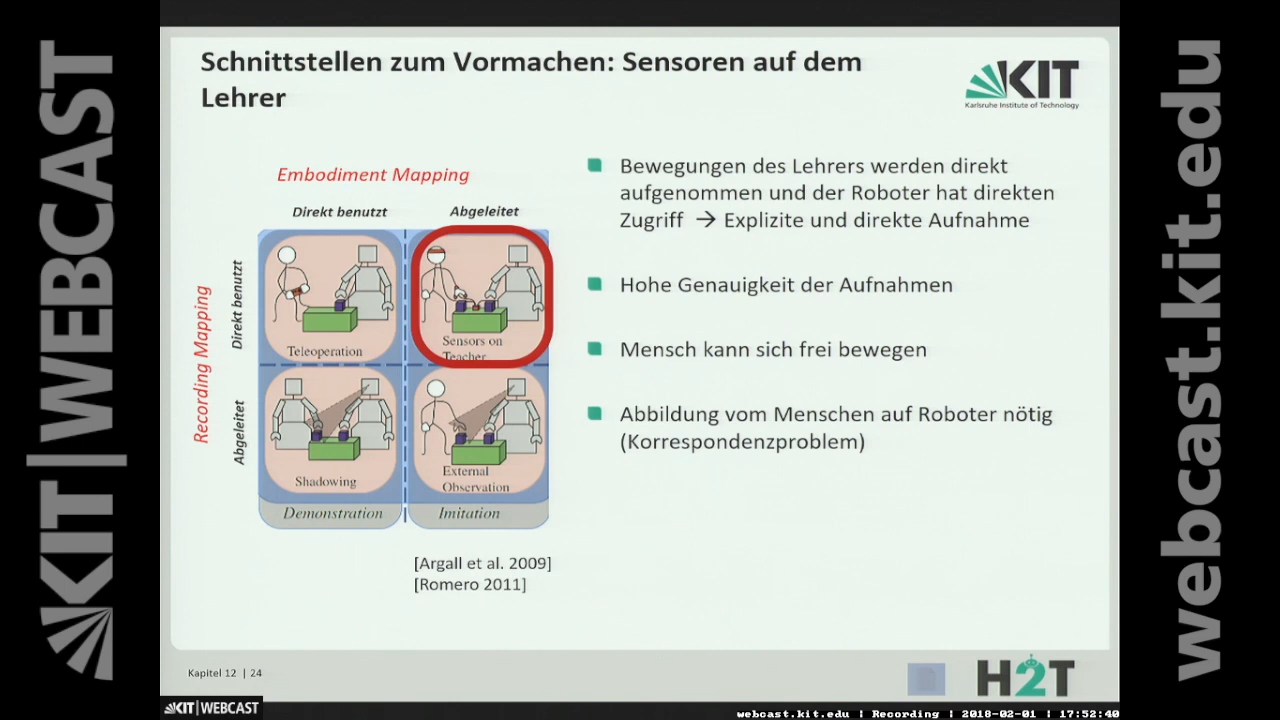 Schnittstellen zum Vormachen: Sensoren auf dem
Lehrer
KIT
Karlsruhe Institute of Technology
Embodiment Mapping
Direkt benutzt
Abgeleitet
Recording Mapping
Direkt benutzt
Abgeleitet
Teleoperation
Sensors on
Teacher
Shadowing
External
Observation
Demonstration
Imitation
[Argall et al. 2009]
[Romero 2011]
Bewegungen des Lehrers werden direkt
aufgenommen und der Roboter hat direkten
Zugriff → Explizite und direkte Aufnahme
Hohe Genauigkeit der Aufnahmen
Mensch kann sich frei bewegen
Abbildung vom Menschen auf Roboter nötig
(Korrespondenzproblem)
Kapitel 12 | 24
H2T
KIT|WEBCAST
webcast.kit.edu | Recording | 2018-02-01 | 17:52:40
KIT|WEBCAST
webcast.kit.edu